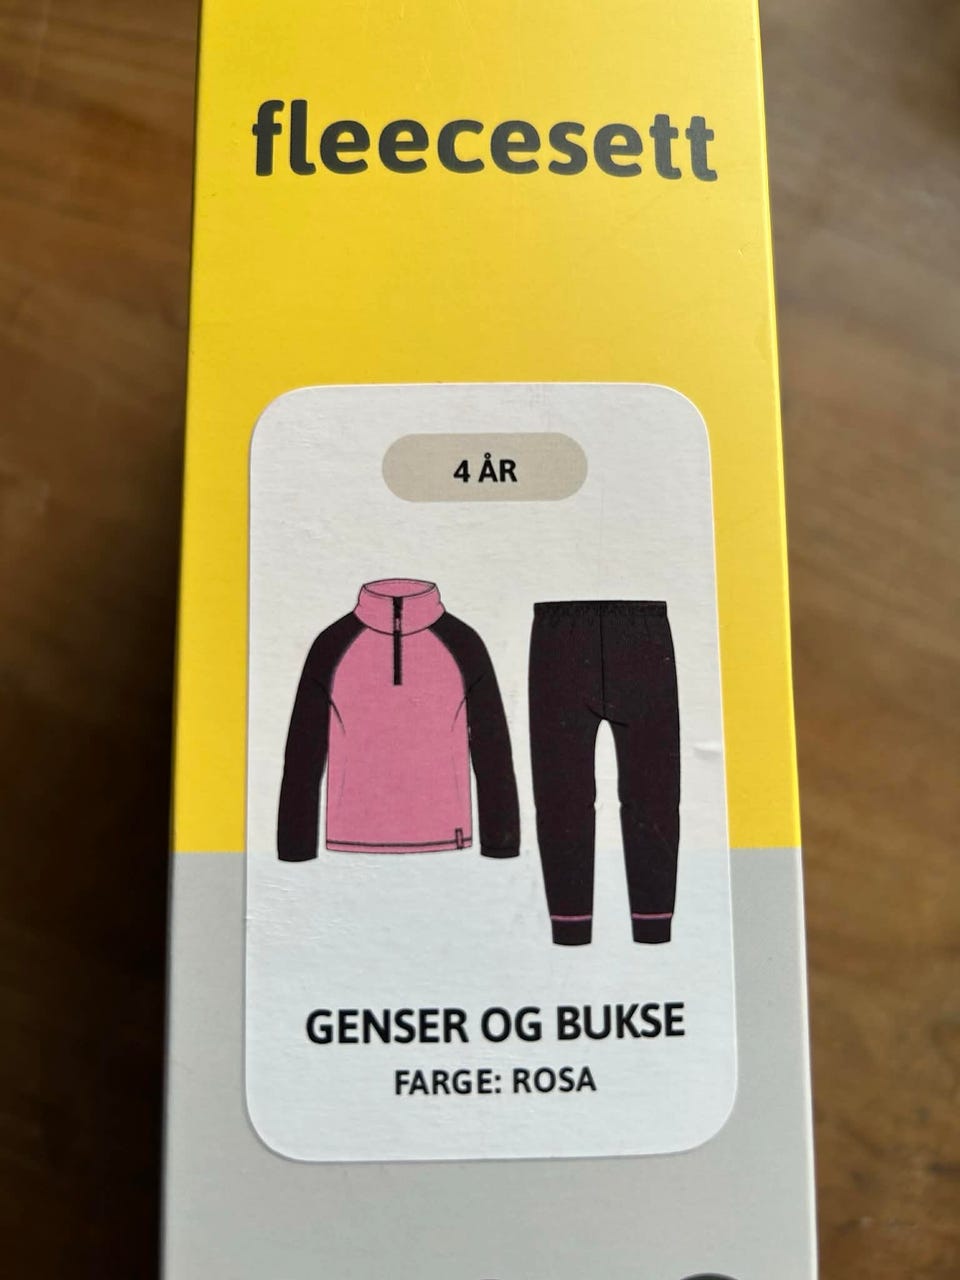 fleecesett
4 ÅR
GENSER OG BUKSE
FARGE: ROSA